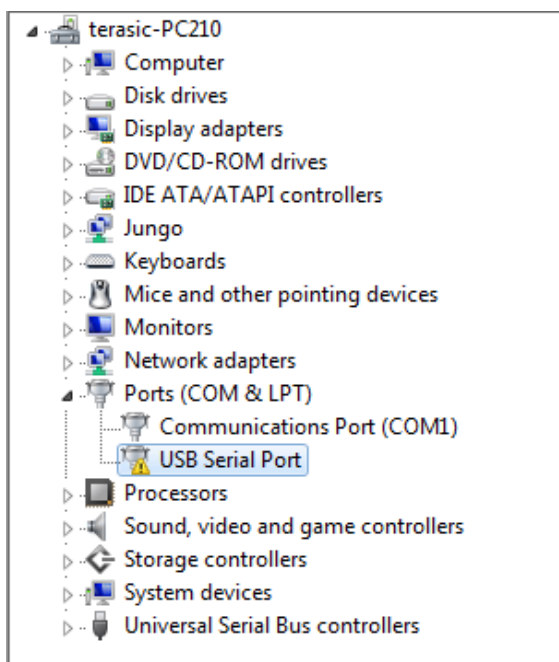 terasic-PC210
Computer
Disk drives
Display adapters
DVD/CD-ROM drives
IDE ATA/ATAPI controllers
Jungo
Keyboards
Mice and other pointing devices
Monitors
Network adapters
Ports (COM & LPT)
Communications Port (COM1)
USB Serial Port
Processors
Sound, video and game controllers
Storage controllers
System devices
Universal Serial Bus controllers